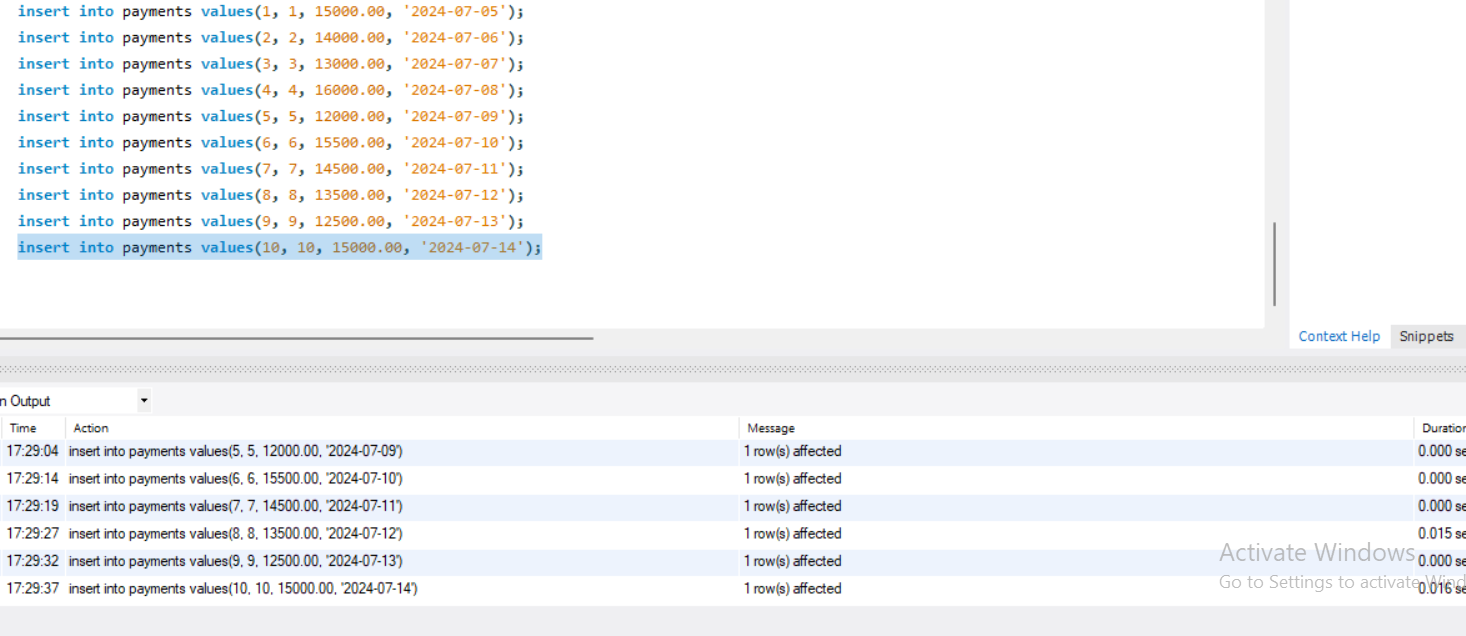 insert into payments values(1, 1, 15000.00, '2024-07-05');
insert into payments values(2, 2, 14000.00, '2024-07-06');
insert into payments values(3, 3, 13000.00, '2024-07-07');
insert into payments values(4, 4, 16000.00, '2024-07-08');
insert into payments values(5, 5, 12000.00, '2024-07-09');
insert into payments values(6, 6, 15500.00, '2024-07-10');
insert into payments values(7, 7, 14500.00, '2024-07-11');
insert into payments values(8, 8, 13500.00, '2024-07-12');
insert into payments values(9, 9, 12500.00, '2024-07-13');
insert into payments values(10, 10, 15000.00, '2024-07-14');
Context Help Snippets
n Output
Time Action Message Duration
17:29:04 insert into payments values(5, 5, 12000.00, '2024-07-09') 1 row(s) affected 0.000 se
17:29:14 insert into payments values(6, 6, 15500.00, '2024-07-10') 1 row(s) affected 0.000 se
17:29:19 insert into payments values(7, 7, 14500.00, '2024-07-11') 1 row(s) affected 0.000 se
17:29:27 insert into payments values(8, 8, 13500.00, '2024-07-12') 1 row(s) affected 0.015 se
17:29:32 insert into payments values(9, 9, 12500.00, '2024-07-13') 1 row(s) affected 0.000 se
17:29:37 insert into payments values(10, 10, 15000.00, '2024-07-14') 1 row(s) affected 0.016 se
Activate Windows
Go to Settings to activate Wind